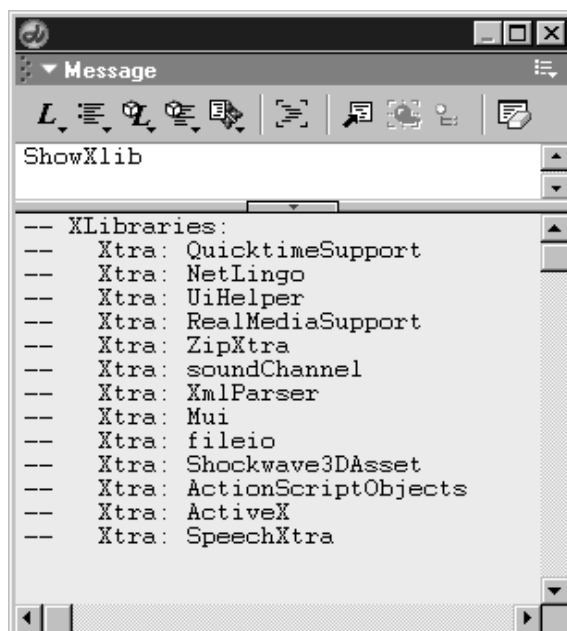 Message
ShowXlib
-- XLibraries:
-- Xtra: QuicktimeSupport
-- Xtra: NetLingo
-- Xtra: UiHelper
-- Xtra: RealMediaSupport
-- Xtra: ZipXtra
-- Xtra: soundChannel
-- Xtra: XmlParser
-- Xtra: Mui
-- Xtra: fileio
-- Xtra: Shockwave3DAsset
-- Xtra: ActionScriptObjects
-- Xtra: ActiveX
-- Xtra: SpeechXtra